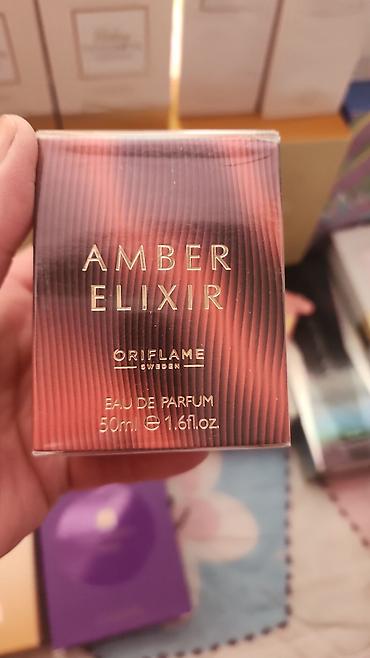 AMBER
ELIXIR
ORIFLAME
SWEDEN
EAU DE PARFUM
50ml ℮ 1.6fl.oz.